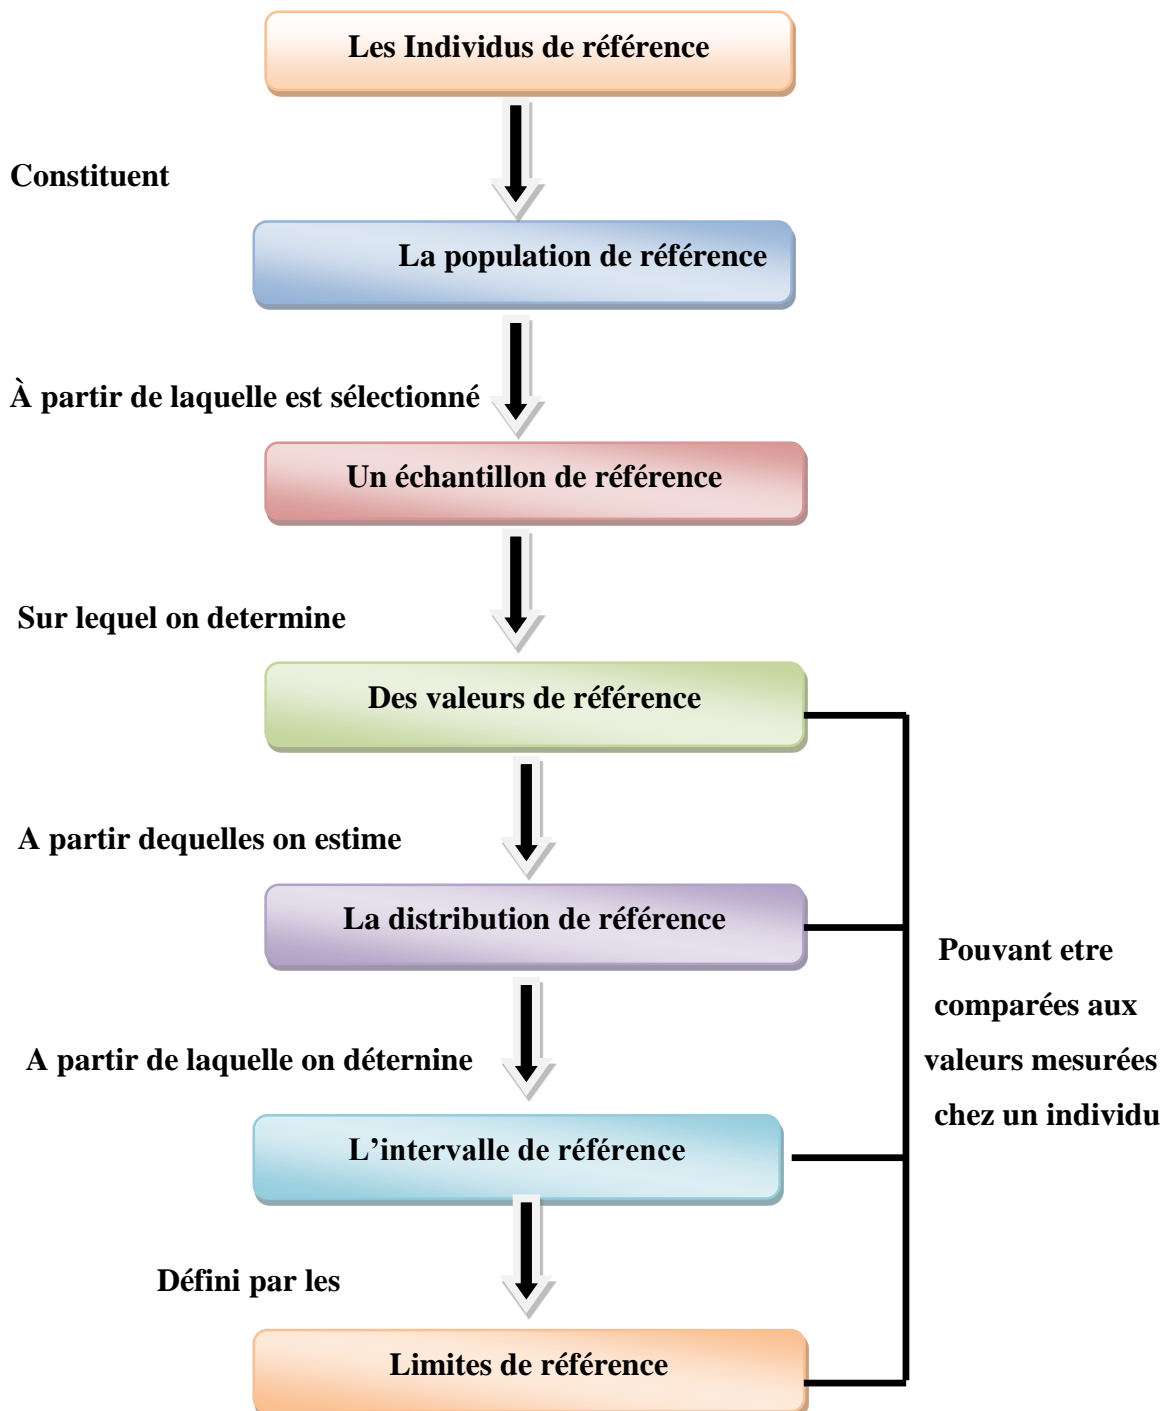 Les Individus de référence
Constituent
La population de référence
À partir de laquelle est sélectionné
Un échantillon de référence
Sur lequel on determine
Des valeurs de référence
A partir dequelles on estime
La distribution de référence
Pouvant etre
comparées aux
valeurs mesurées
chez un individu
A partir de laquelle on déternine
L’intervalle de référence
Défini par les
Limites de référence